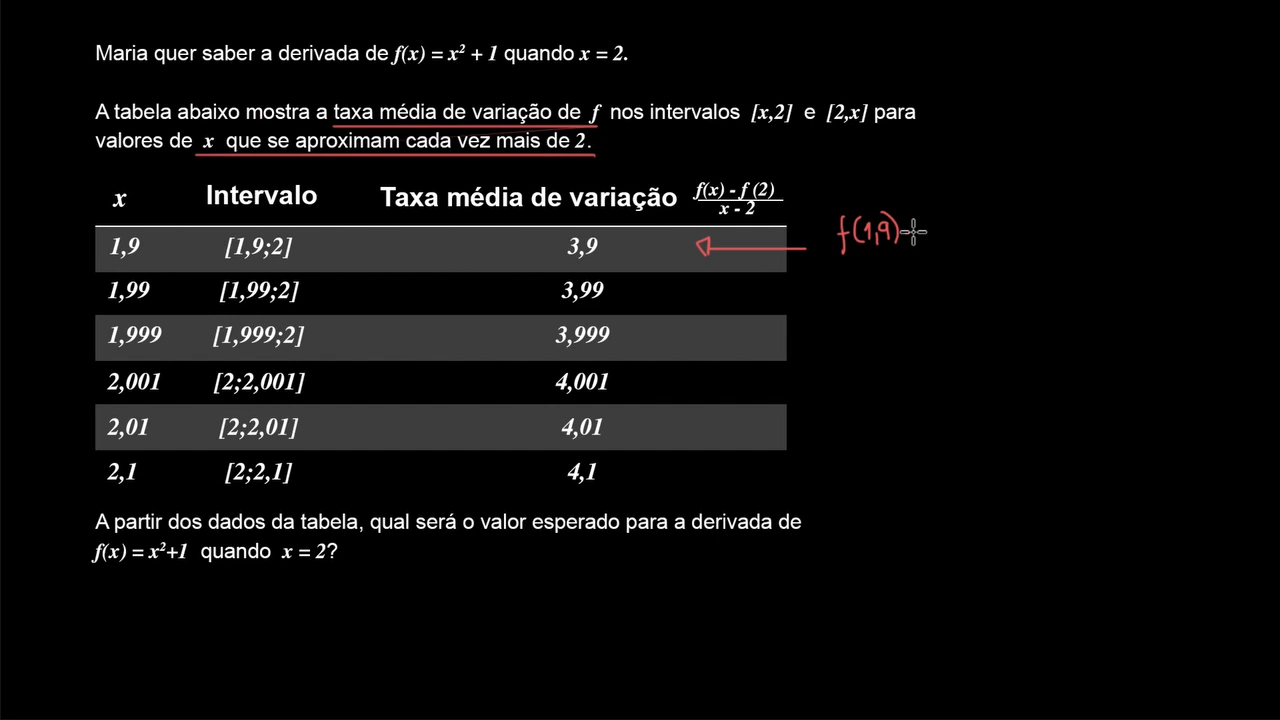 Maria quer saber a derivada de f(x) = x² + 1 quando x = 2.
A tabela abaixo mostra a taxa média de variação de f nos intervalos [x,2] e [2,x] para
valores de x que se aproximam cada vez mais de 2.
x Intervalo Taxa média de variação f(x) - f (2) / x - 2
1,9 [1,9;2] 3,9 f(1,9)
1,99 [1,99;2] 3,99
1,999 [1,999;2] 3,999
2,001 [2;2,001] 4,001
2,01 [2;2,01] 4,01
2,1 [2;2,1] 4,1
A partir dos dados da tabela, qual será o valor esperado para a derivada de
f(x) = x²+1 quando x = 2?